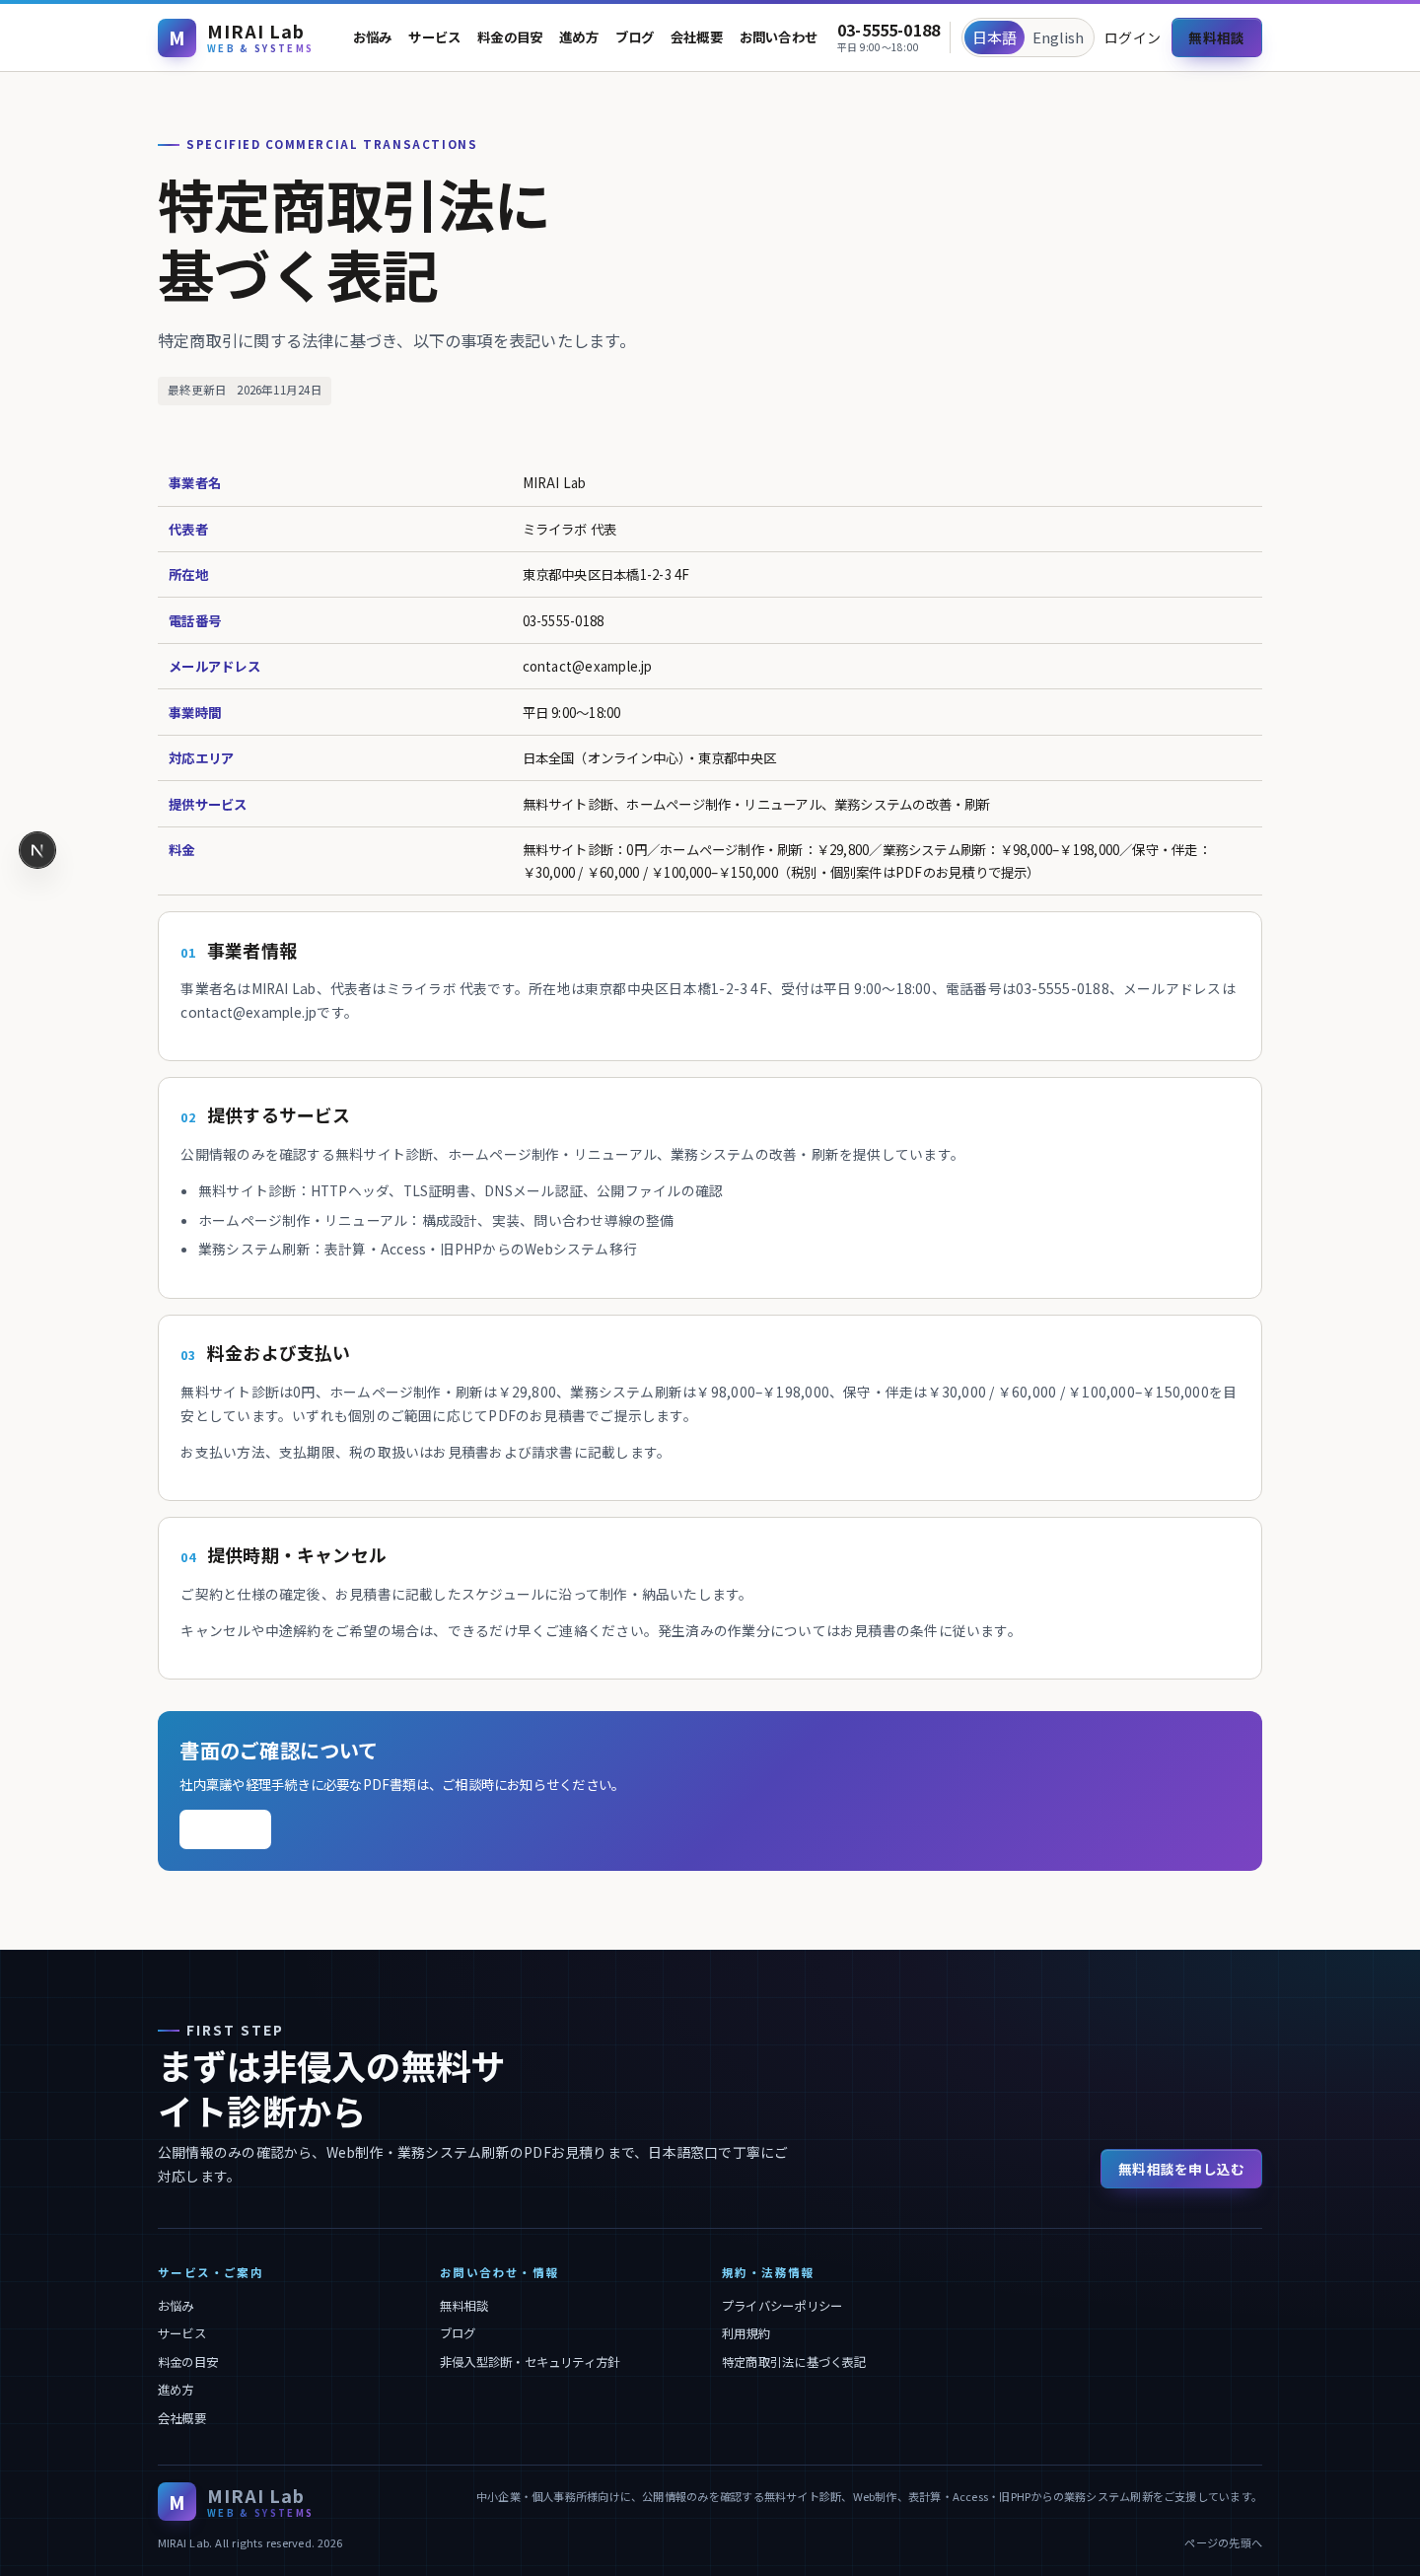 M
MIRAI Lab
WEB & SYSTEMS
お悩み サービス 料金の目安 進め方 ブログ 会社概要 お問い合わせ
03-5555-0188
平日 9:00〜18:00
日本語 English
ログイン
無料相談
SPECIFIED COMMERCIAL TRANSACTIONS
特定商取引法に
基づく表記
特定商取引に関する法律に基づき、以下の事項を表記いたします。
最終更新日 2026年11月24日
事業者名 MIRAI Lab
代表者 ミライラボ 代表
所在地 東京都中央区日本橋1-2-3 4F
電話番号 03-5555-0188
メールアドレス contact@example.jp
事業時間 平日 9:00〜18:00
対応エリア 日本全国（オンライン中心）・東京都中央区
提供サービス 無料サイト診断、ホームページ制作・リニューアル、業務システムの改善・刷新
料金 無料サイト診断：0円／ホームページ制作・刷新：￥29,800／業務システム刷新：￥98,000–￥198,000／保守・伴走：
￥30,000 / ￥60,000 / ￥100,000–￥150,000（税別・個別案件はPDFのお見積りで提示）
01 事業者情報
事業者名はMIRAI Lab、代表者はミライラボ 代表です。所在地は東京都中央区日本橋1-2-3 4F、受付は平日 9:00〜18:00、電話番号は03-5555-0188、メールアドレスは
contact@example.jpです。
02 提供するサービス
公開情報のみを確認する無料サイト診断、ホームページ制作・リニューアル、業務システムの改善・刷新を提供しています。
• 無料サイト診断：HTTPヘッダ、TLS証明書、DNSメール認証、公開ファイルの確認
• ホームページ制作・リニューアル：構成設計、実装、問い合わせ導線の整備
• 業務システム刷新：表計算・Access・旧PHPからのWebシステム移行
03 料金および支払い
無料サイト診断は0円、ホームページ制作・刷新は￥29,800、業務システム刷新は￥98,000–￥198,000、保守・伴走は￥30,000 / ￥60,000 / ￥100,000–￥150,000を目
安としています。いずれも個別のご範囲に応じてPDFのお見積書でご提示します。
お支払い方法、支払期限、税の取扱いはお見積書および請求書に記載します。
04 提供時期・キャンセル
ご契約と仕様の確定後、お見積書に記載したスケジュールに沿って制作・納品いたします。
キャンセルや中途解約をご希望の場合は、できるだけ早くご連絡ください。発生済みの作業分についてはお見積書の条件に従います。
書面のご確認について
社内稟議や経理手続きに必要なPDF書類は、ご相談時にお知らせください。
FIRST STEP
まずは非侵入の無料サ
イト診断から
公開情報のみの確認から、Web制作・業務システム刷新のPDFお見積りまで、日本語窓口で丁寧にご
対応します。
無料相談を申し込む
サービス・ご案内 お問い合わせ・情報 規約・法務情報
お悩み 無料相談 プライバシーポリシー
サービス ブログ 利用規約
料金の目安 非侵入型診断・セキュリティ方針 特定商取引法に基づく表記
進め方
会社概要
M
MIRAI Lab
WEB & SYSTEMS
中小企業・個人事務所様向けに、公開情報のみを確認する無料サイト診断、Web制作、表計算・Access・旧PHPからの業務システム刷新をご支援しています。
MIRAI Lab. All rights reserved. 2026
ページの先頭へ